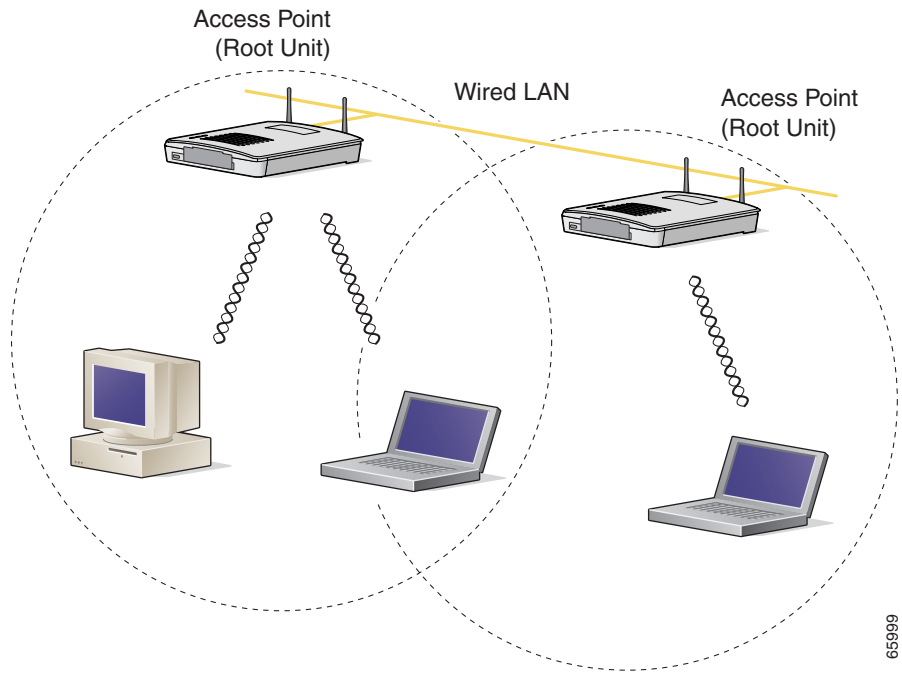 Access Point
(Root Unit)
Wired LAN
Access Point
(Root Unit)
65999